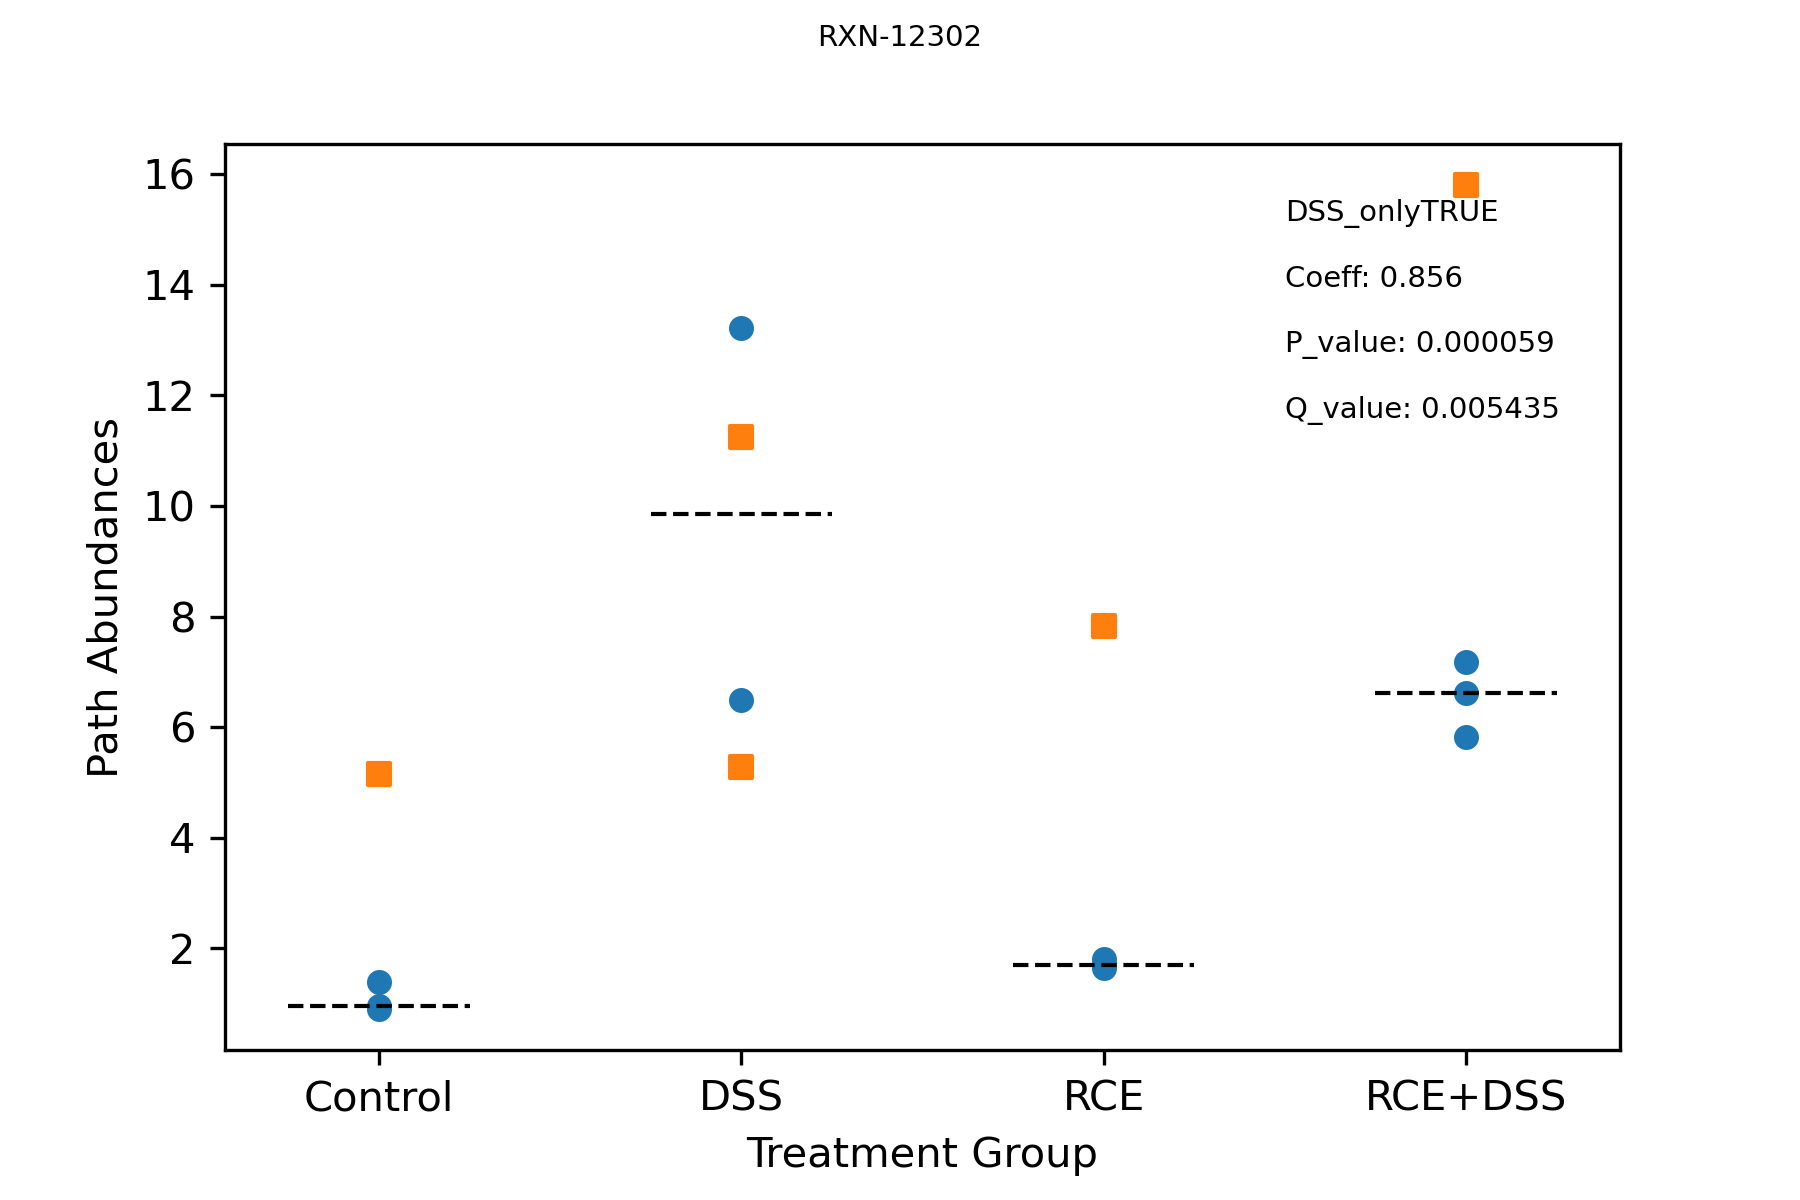 RXN-12302
16
14
12
10
8
6
4
2
Path Abundances
DSS_onlyTRUE
Coeff: 0.856
P_value: 0.000059
Q_value: 0.005435
Control DSS RCE RCE+DSS
Treatment Group